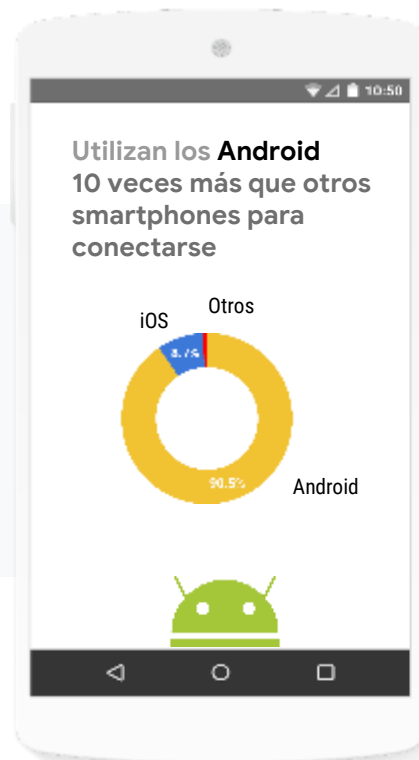 10:50
Utilizan los Android
10 veces más que otros
smartphones para
conectarse
Otros
iOS
8.7%
90.5%
Android